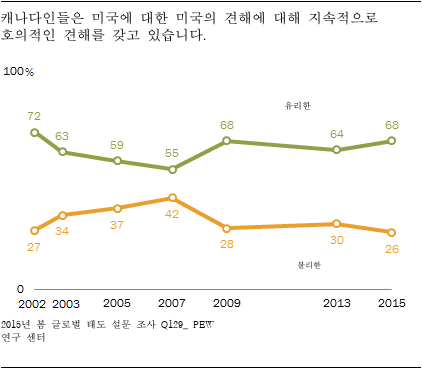 캐나다인들은 미국에 대한 미국의 견해에 대해 지속적으로
호의적인 견해를 갖고 있습니다.
100%
유리한
72 63 59 55 68 64 68
27 34 37 42 28 30 26
불리한
0
2002 2003 2005 2007 2009 2013 2015
2015년 봄 글로벌 태도 설문 조사 Q129_ PEW
연구 센터